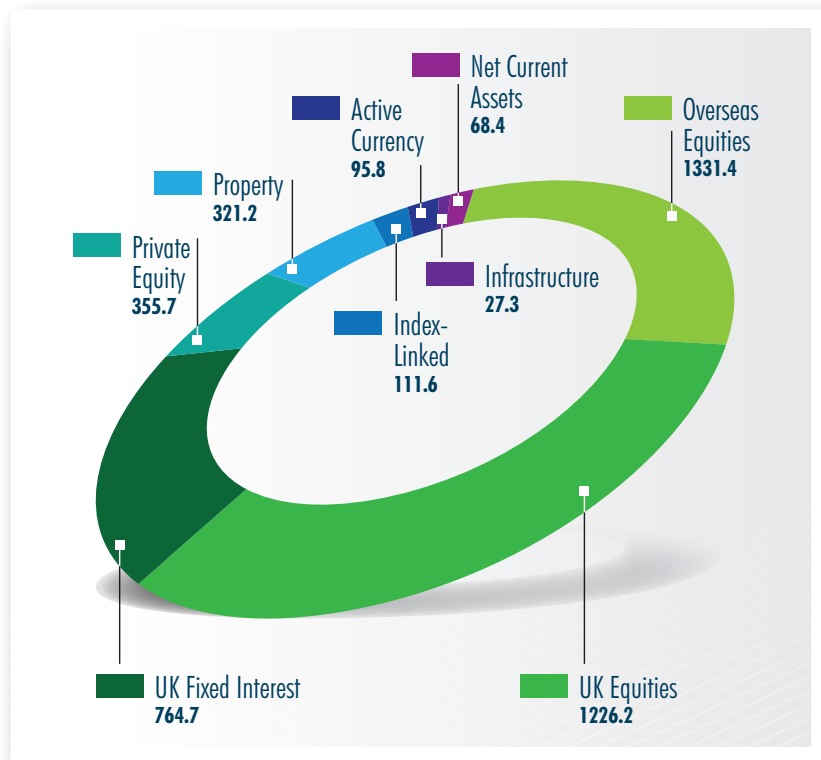 Net Current
Assets
68.4
Active
Currency
95.8
Overseas
Equities
1331.4
Property
321.2
Private
Equity
355.7
Infrastructure
27.3
Index-
Linked
111.6
UK Fixed Interest
764.7
UK Equities
1226.2